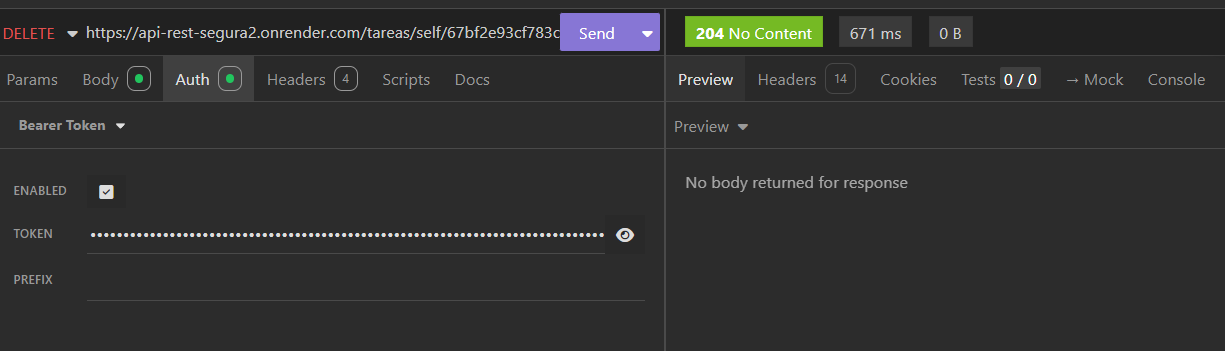 DELETE https://api-rest-segura2.onrender.com/tareas/self/67bf2e93cf783c Send
204 No Content 671 ms 0 B
Params Body Auth Headers 4 Scripts Docs
Preview Headers 14 Cookies Tests 0 / 0 → Mock Console
Bearer Token
Preview
ENABLED
No body returned for response
TOKEN ••••••••••••••••••••••••••••••••••••••••••••••••••••••••••••••••••••••••••••••
PREFIX